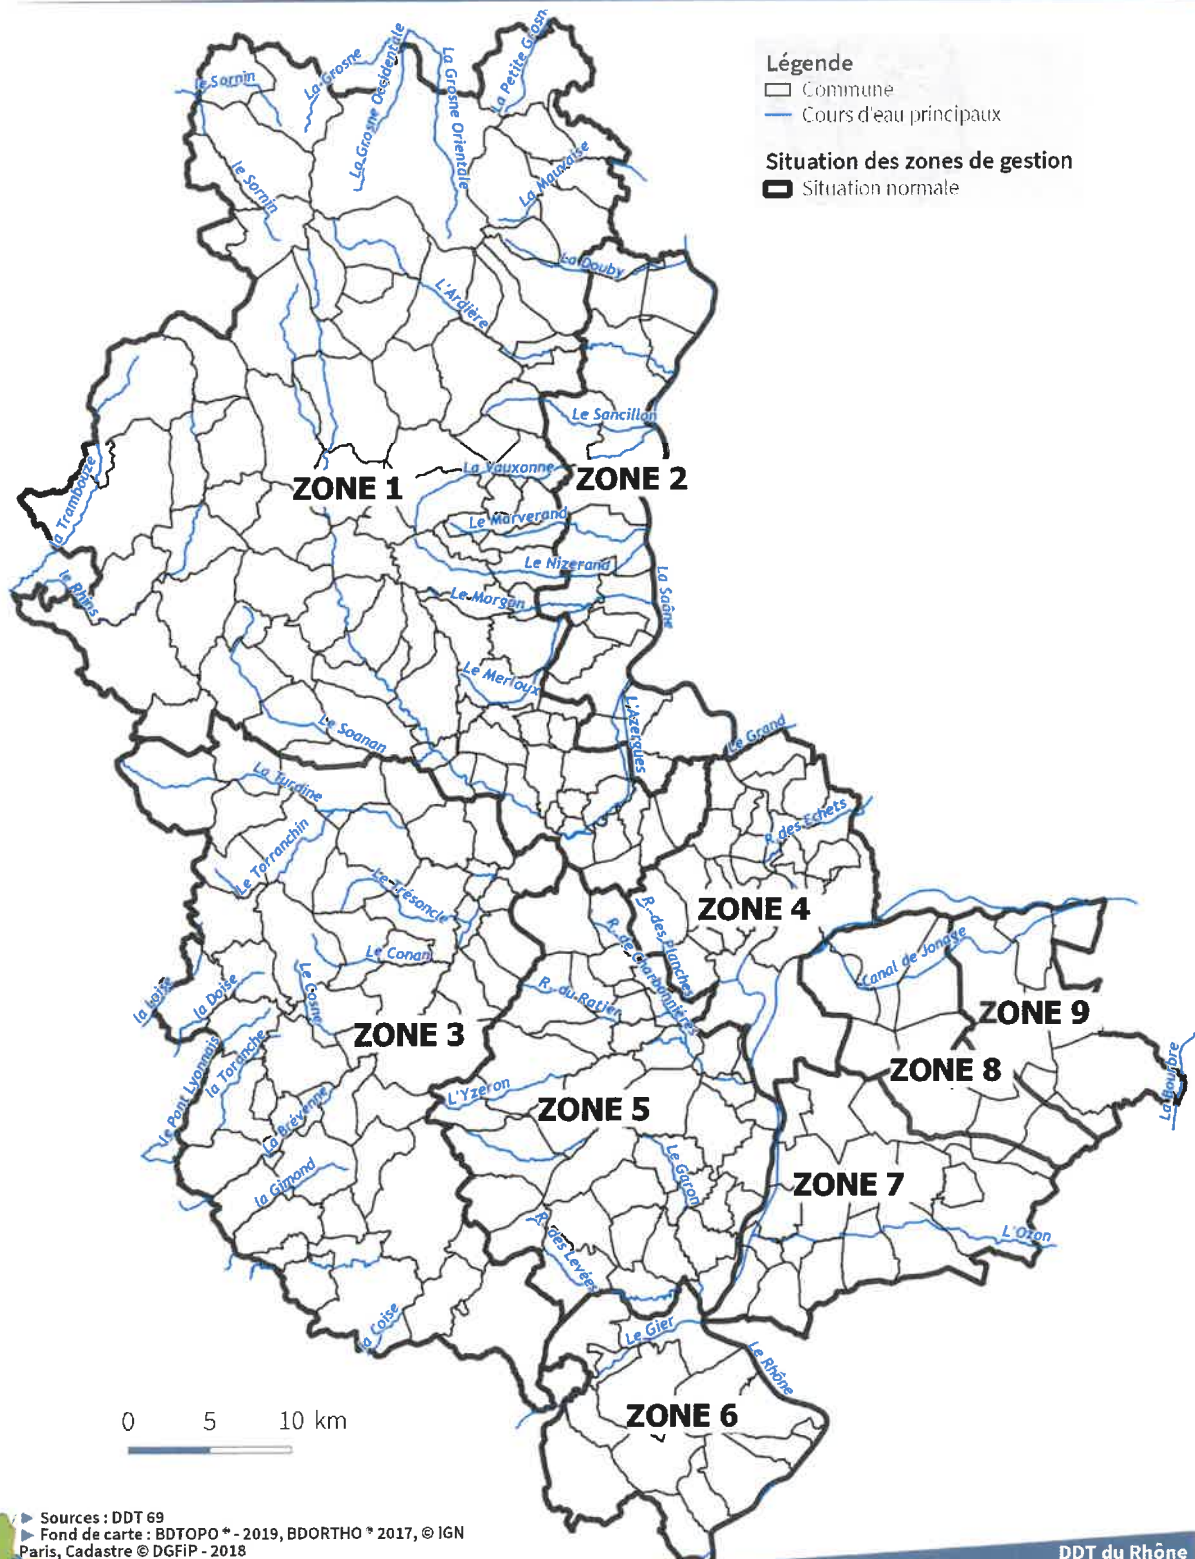 Légende
Commune
Cours d'eau principaux
Situation des zones de gestion
Situation normale
le Sornin
La Grosne
La Grosne Occidentale
La Grosne Orientale
La Petite Grosn
le Sornin
La Mauvaise
La Douby
L'Ardière
Le Sancillon
La Vauxonne
ZONE 1
ZONE 2
La Trambouze
Le Marverand
Le Nizerand
le Rhins
Le Morgon
La Saône
Le Merloux
L'Azergues
Le Soanan
Le Grand
La Turdine
R. des Echets
Le Torranchin
Le Trésoncle
R. des Planches
R. de Charbonnières
ZONE 4
Le Conan
Canal de Jonage
la Loise
la Doise
Le Cosne
R. du Ratier
ZONE 3
ZONE 9
ZONE 8
Le Pont Lyonnais
la Toranche
L'Yzeron
ZONE 5
La Bourbre
La Brévenne
la Gimond
Le Garon
ZONE 7
L'Ozon
R. des Levées
la Coise
Le Gier
Le Rhône
ZONE 6
0 5 10 km
Sources : DDT 69
Fond de carte : BDTOPO ® - 2019, BDORTHO ® 2017, © IGN
Paris, Cadastre © DGFiP - 2018
DDT du Rhône